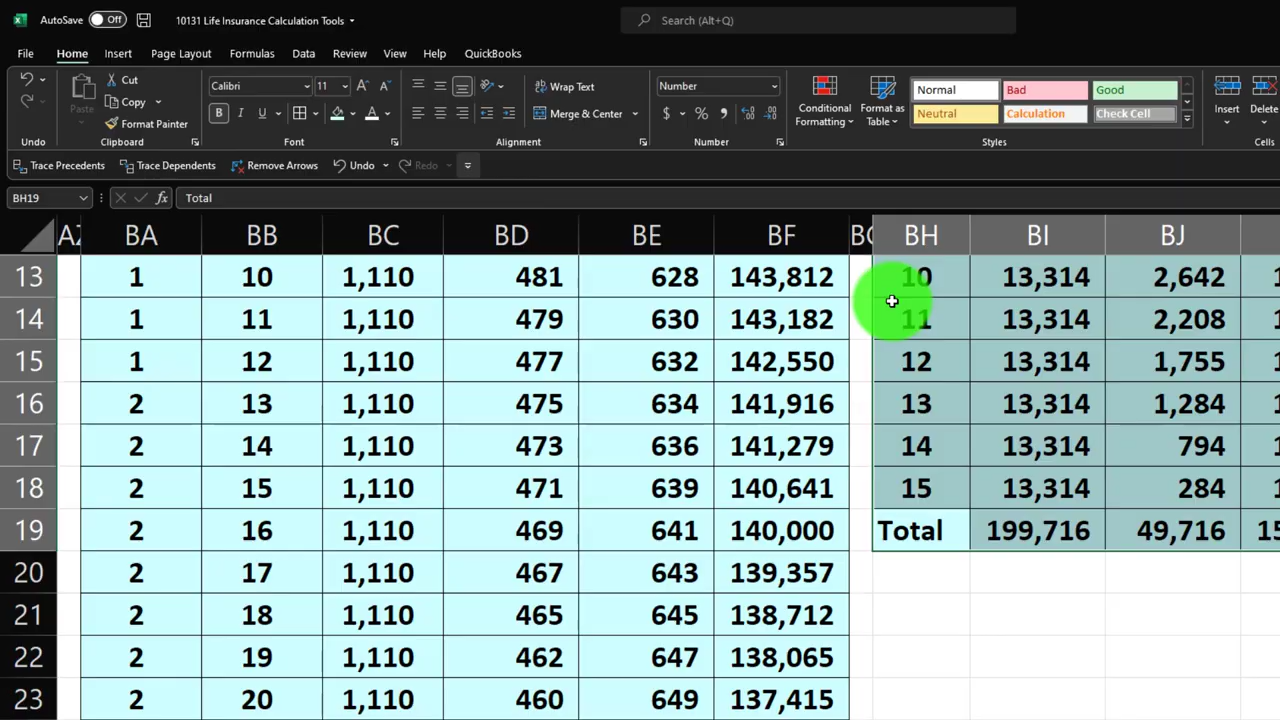 AutoSave Off 10131 Life Insurance Calculation Tools Search (Alt+Q)
File Home Insert Page Layout Formulas Data Review View Help QuickBooks
Cut Calibri 11 Wrap Text Number Normal Bad Good
Paste Copy Merge & Center Conditional Formatting Format as Table Neutral Calculation Check Cell Insert Delete
Format Painter
Undo Clipboard Font Alignment Number Styles Cells
Trace Precedents Trace Dependents Remove Arrows Undo Redo
BH19 fx Total
AZ BA BB BC BD BE BF BG BH BI BJ
13 1 10 1,110 481 628 143,812 10 13,314 2,642
14 1 11 1,110 479 630 143,182 11 13,314 2,208
15 1 12 1,110 477 632 142,550 12 13,314 1,755
16 2 13 1,110 475 634 141,916 13 13,314 1,284
17 2 14 1,110 473 636 141,279 14 13,314 794
18 2 15 1,110 471 639 140,641 15 13,314 284
19 2 16 1,110 469 641 140,000 Total 199,716 49,716
20 2 17 1,110 467 643 139,357
21 2 18 1,110 465 645 138,712
22 2 19 1,110 462 647 138,065
23 2 20 1,110 460 649 137,415